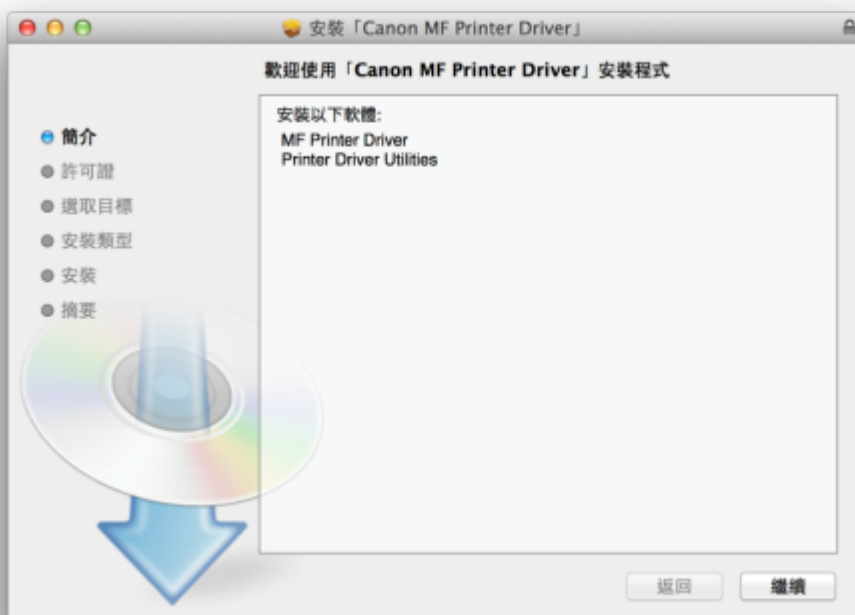 安裝「Canon MF Printer Driver」
歡迎使用「Canon MF Printer Driver」安裝程式
簡介
許可證
選取目標
安裝類型
安裝
摘要
安裝以下軟體:
MF Printer Driver
Printer Driver Utilities
返回
繼續